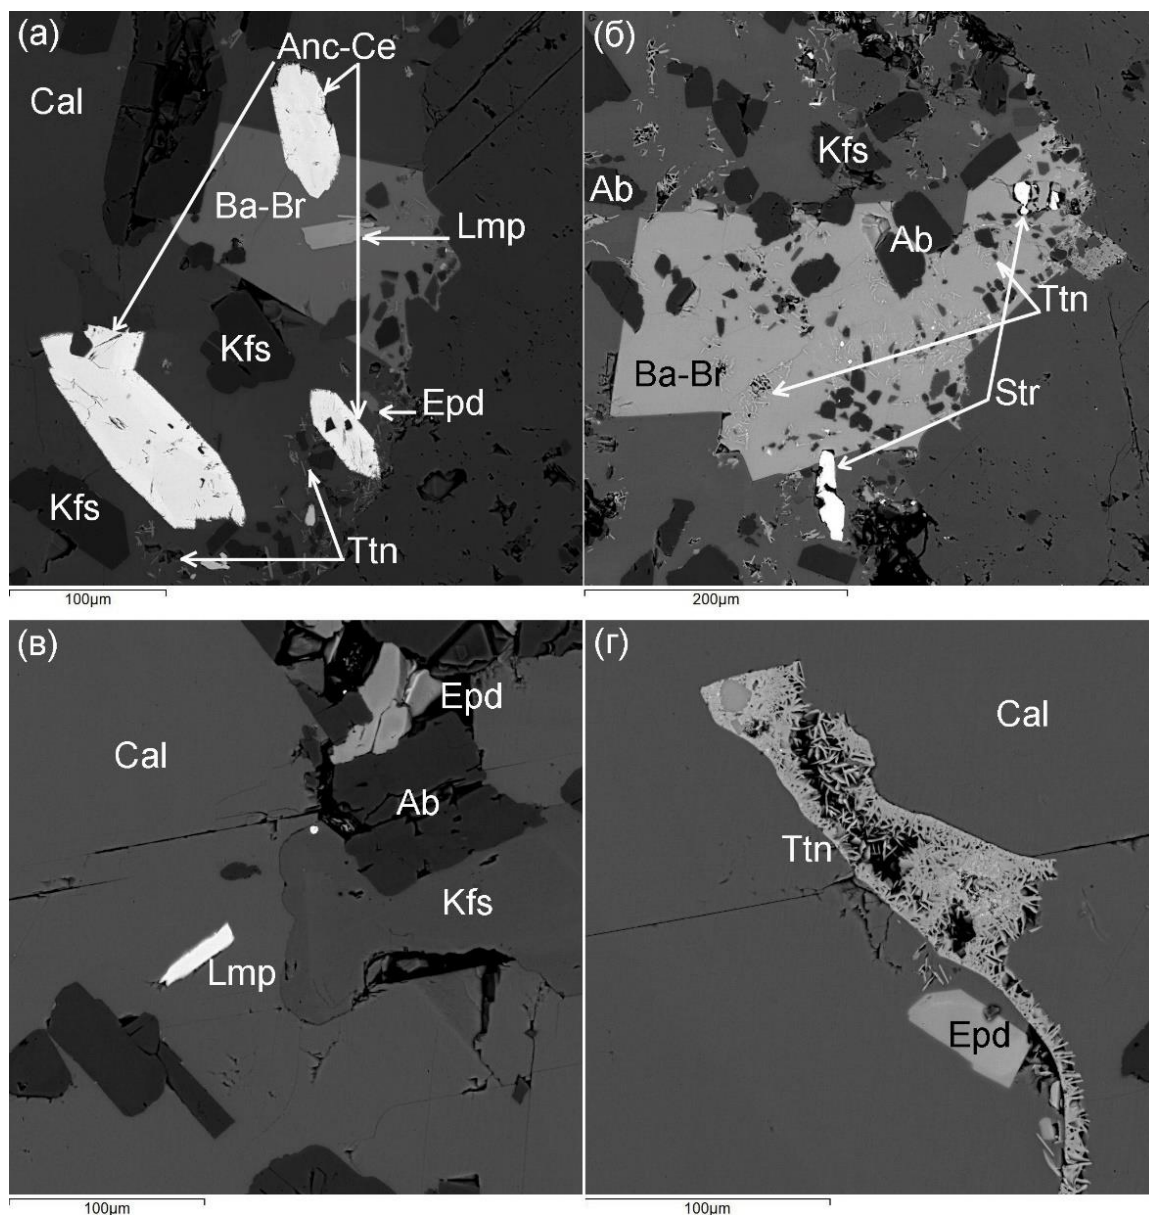 (а)
Anc-Ce
Cal
Ba-Br
Lmp
Kfs
Epd
Kfs
Ttn
100µm
(б)
Kfs
Ab
Ab
Ttn
Ba-Br
Str
200µm
(в)
Epd
Cal
Ab
Kfs
Lmp
100µm
(г)
Cal
Ttn
Epd
100µm